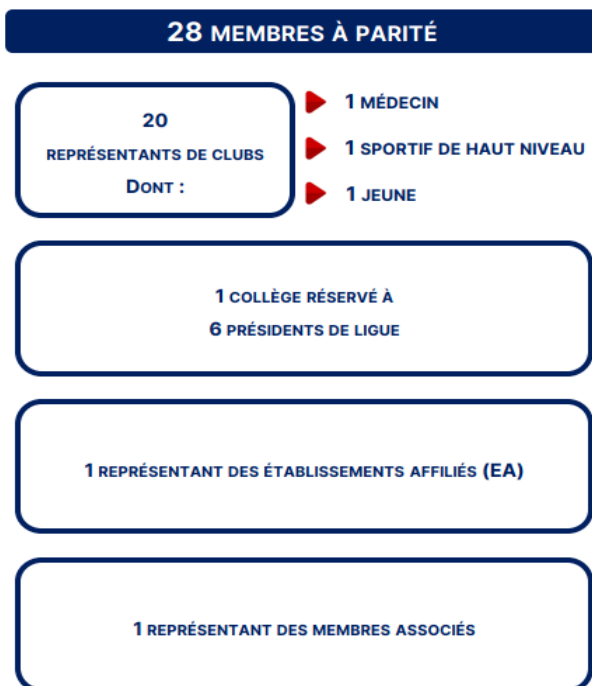 28 MEMBRES À PARITÉ
20
REPRÉSENTANTS DE CLUBS
DONT :
1 MÉDECIN
1 SPORTIF DE HAUT NIVEAU
1 JEUNE
1 COLLÈGE RÉSERVÉ À
6 PRÉSIDENTS DE LIGUE
1 REPRÉSENTANT DES ÉTABLISSEMENTS AFFILIÉS (EA)
1 REPRÉSENTANT DES MEMBRES ASSOCIÉS